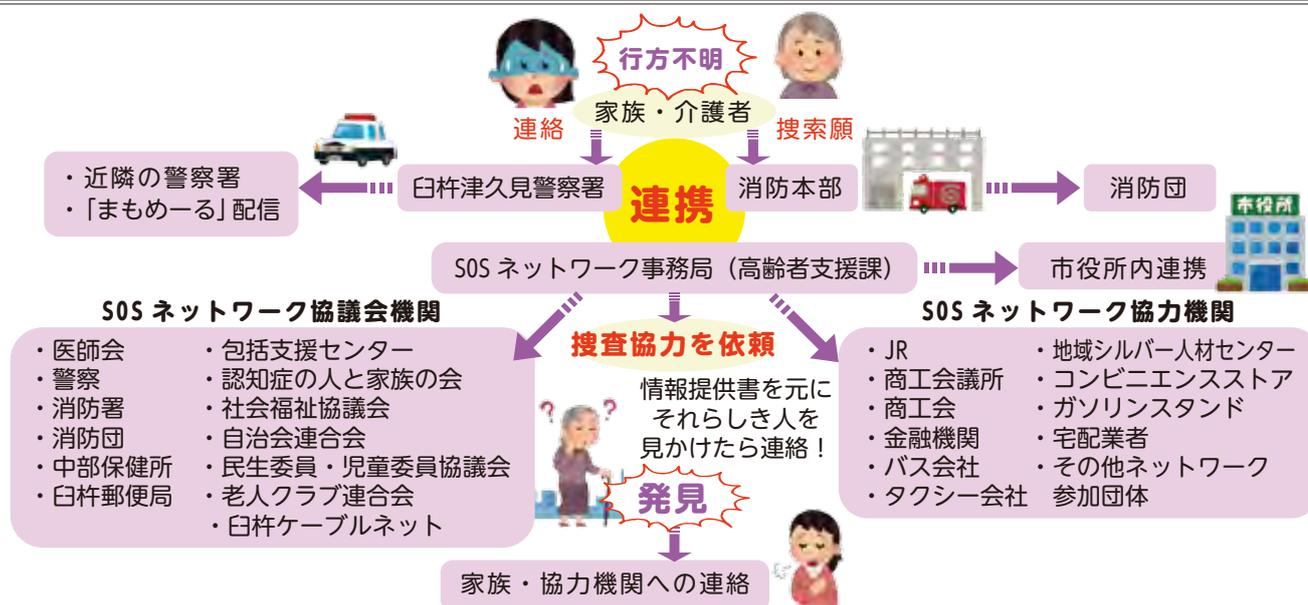 行方不明
家族・介護者
連絡
捜索願
・近隣の警察署
・「まもめーる」配信
臼杵津久見警察署
連携
消防本部
消防団
市役所
SOS ネットワーク事務局（高齢者支援課）
市役所内連携
SOS ネットワーク協議会機関
・医師会
・警察
・消防署
・消防団
・中部保健所
・臼杵郵便局
・包括支援センター
・認知症の人と家族の会
・社会福祉協議会
・自治会連合会
・民生委員・児童委員協議会
・老人クラブ連合会
・臼杵ケーブルネット
捜査協力を依頼
情報提供書を元に
それらしき人を
見かけたら連絡！
? ?
発見
家族・協力機関への連絡
SOS ネットワーク協力機関
・JR
・商工会議所
・商工会
・金融機関
・バス会社
・タクシー会社
・地域シルバー人材センター
・コンビニエンスストア
・ガソリンスタンド
・宅配業者
・その他ネットワーク
参加団体